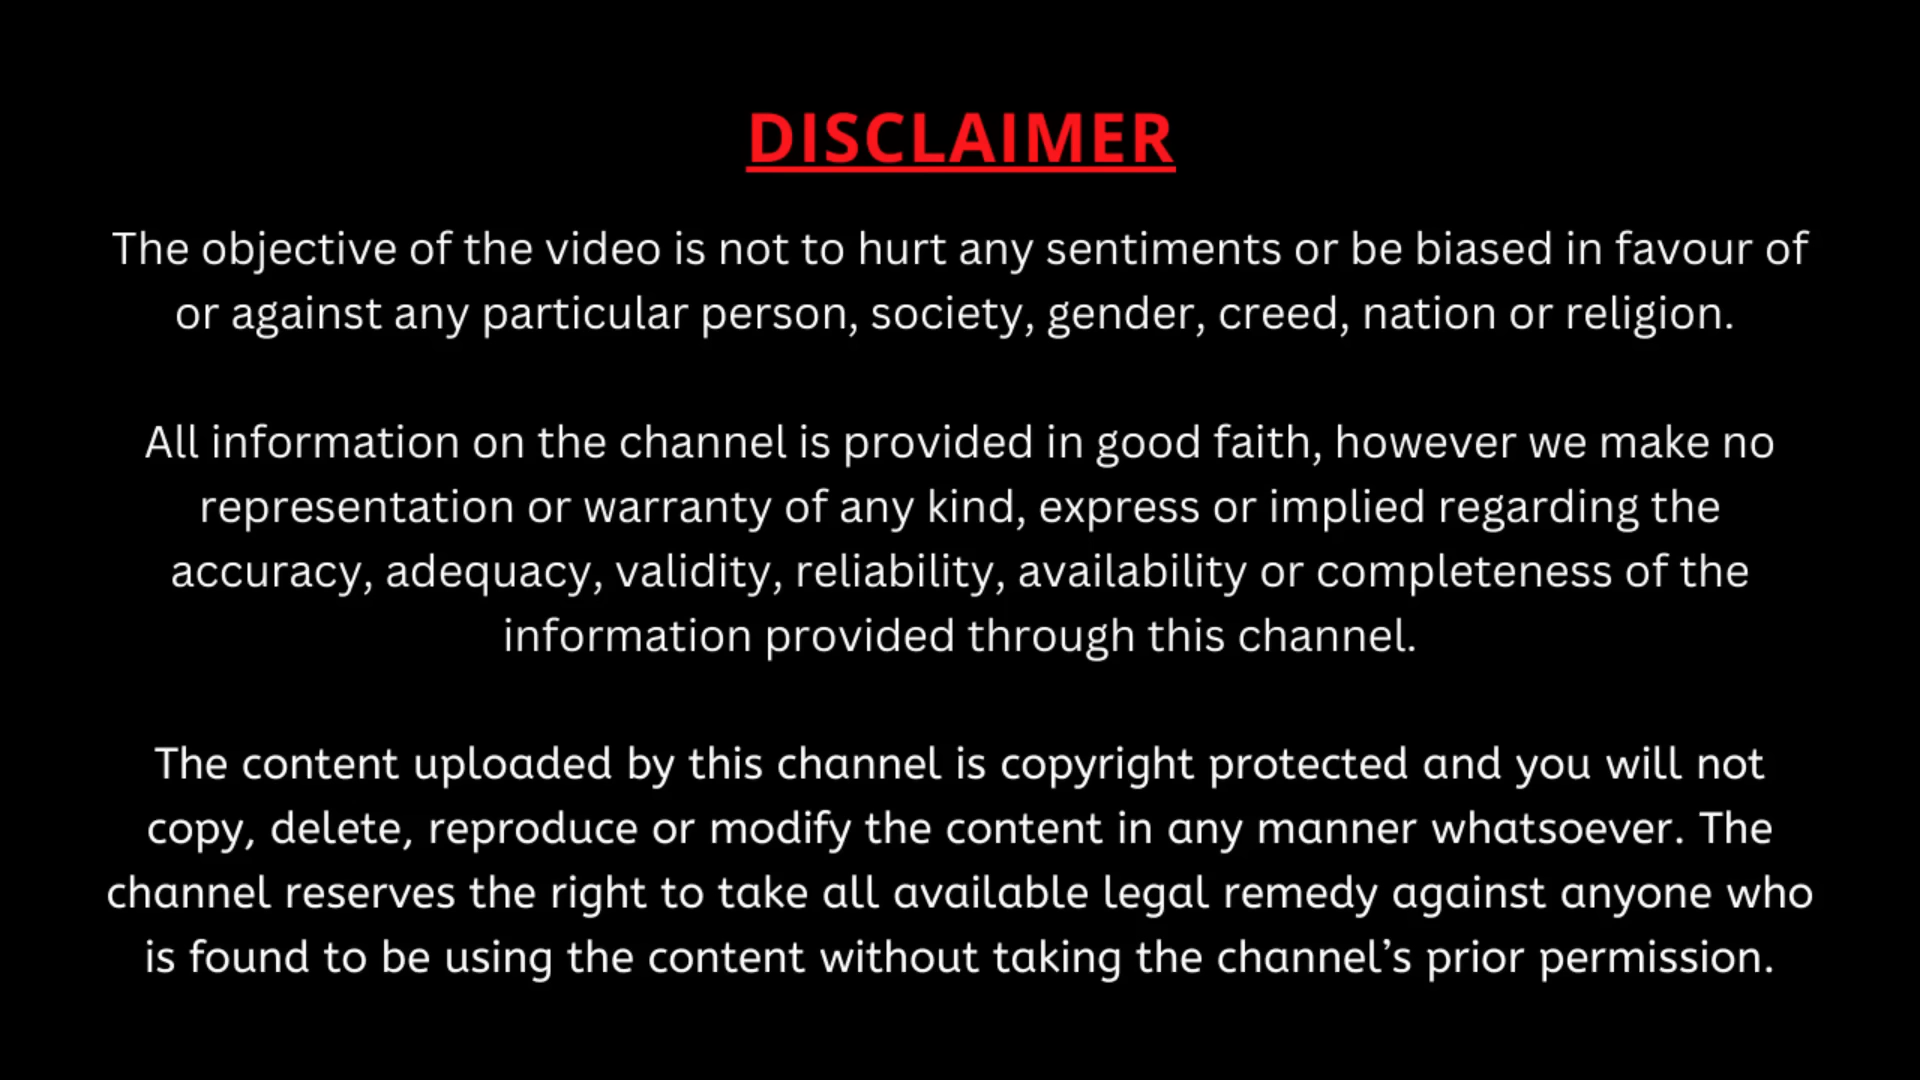 DISCLAIMER
The objective of the video is not to hurt any sentiments or be biased in favour of
or against any particular person, society, gender, creed, nation or religion.
All information on the channel is provided in good faith, however we make no
representation or warranty of any kind, express or implied regarding the
accuracy, adequacy, validity, reliability, availability or completeness of the
information provided through this channel.
The content uploaded by this channel is copyright protected and you will not
copy, delete, reproduce or modify the content in any manner whatsoever. The
channel reserves the right to take all available legal remedy against anyone who
is found to be using the content without taking the channel’s prior permission.